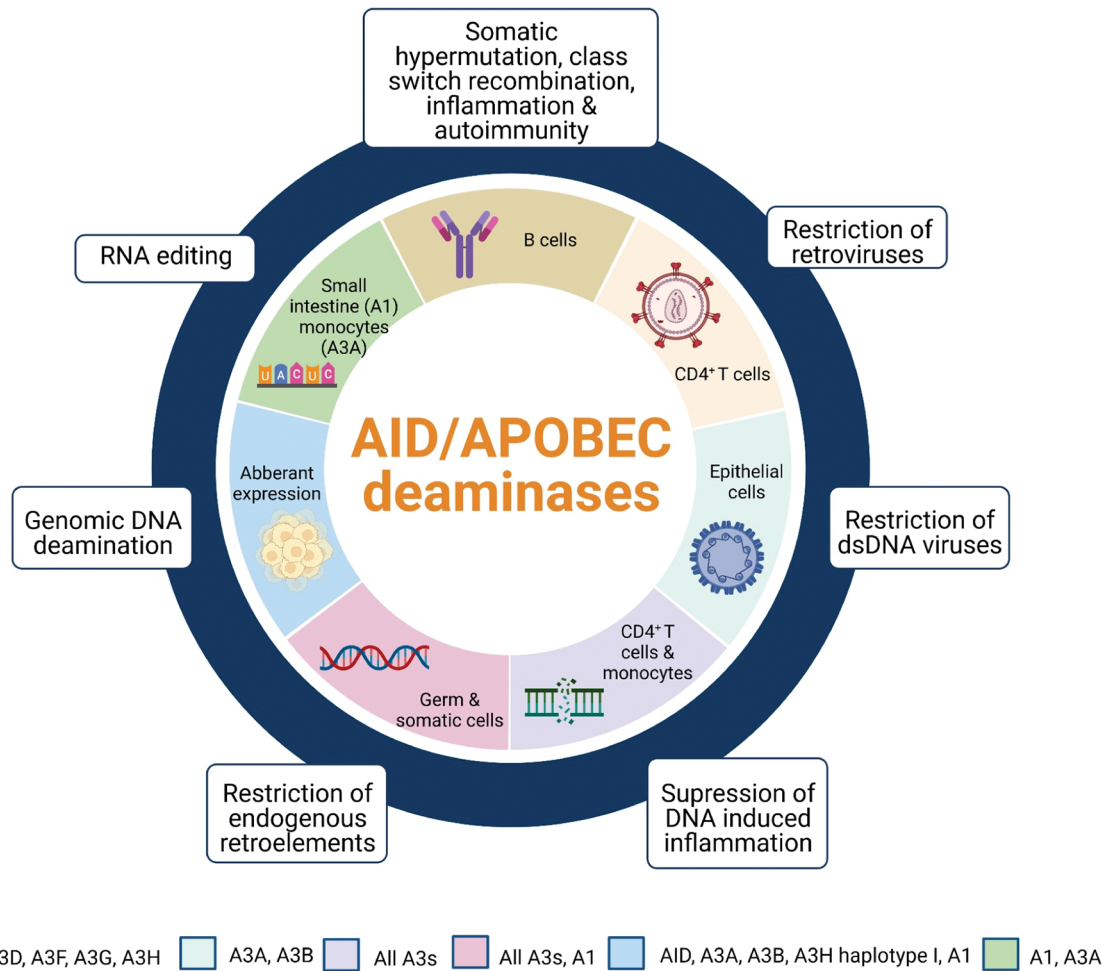 Somatic
hypermutation, class
switch recombination,
inflammation &
autoimmunity
RNA editing
Restriction of
retroviruses
B cells
Small
intestine (A1)
monocytes
(A3A)
U A C U C
CD4⁺ T cells
AID/APOBEC
deaminases
Abberant
expression
Epithelial
cells
Genomic DNA
deamination
Restriction of
dsDNA viruses
CD4⁺ T
cells &
monocytes
Germ &
somatic cells
Restriction of
endogenous
retroelements
Supression of
DNA induced
inflammation
3D, A3F, A3G, A3H
A3A, A3B
All A3s
All A3s, A1
AID, A3A, A3B, A3H haplotype I, A1
A1, A3A